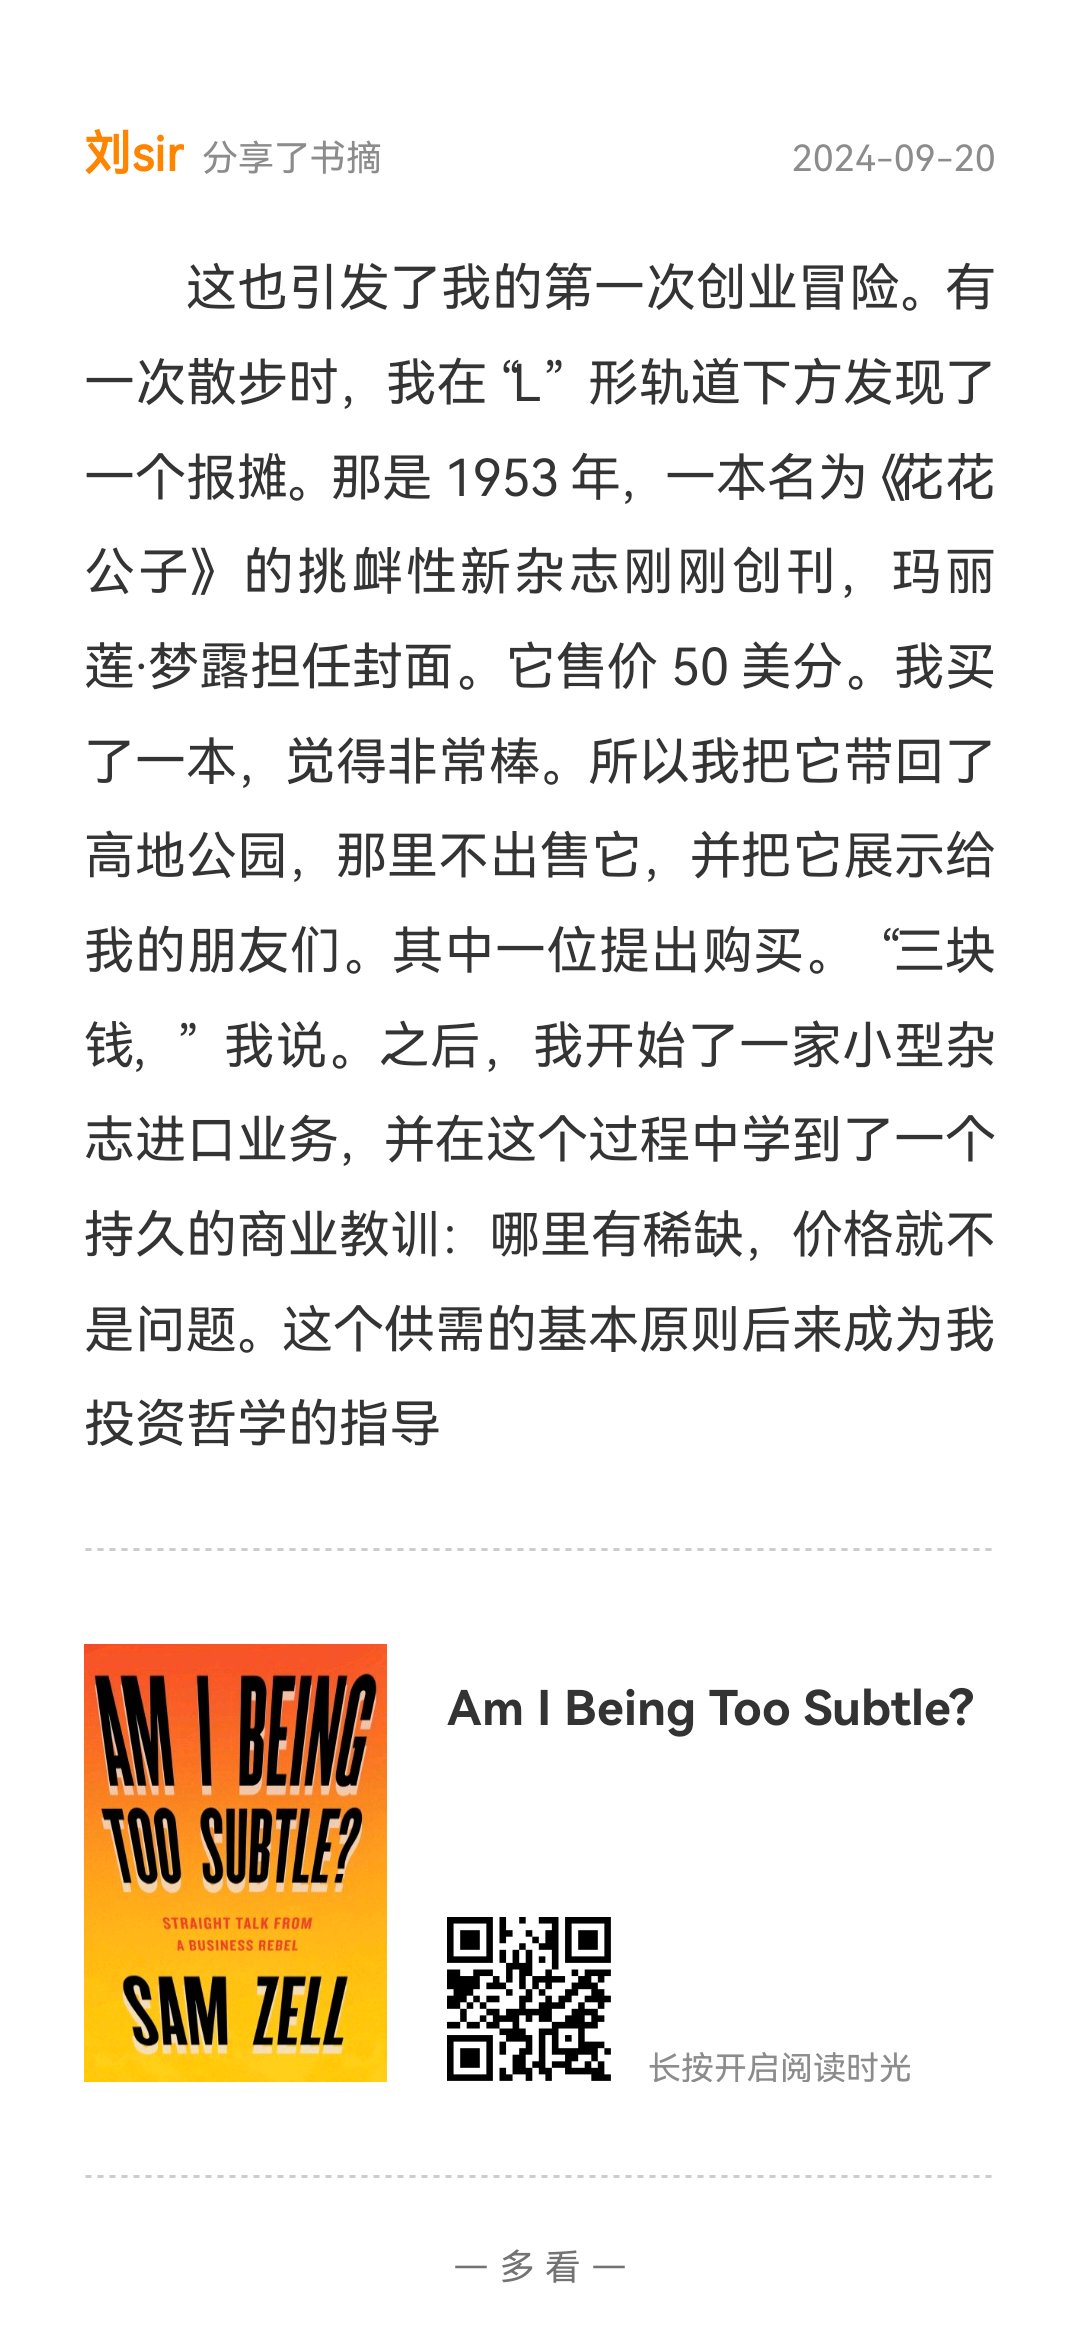 刘sir 分享了书摘 2024-09-20
这也引发了我的第一次创业冒险。有
一次散步时，我在“L”形轨道下方发现了
一个报摊。那是 1953 年，一本名为《花花
公子》的挑衅性新杂志刚刚创刊，玛丽
莲·梦露担任封面。它售价 50 美分。我买
了一本，觉得非常棒。所以我把它带回了
高地公园，那里不出售它，并把它展示给
我的朋友们。其中一位提出购买。“三块
钱，”我说。之后，我开始了一家小型杂
志进口业务，并在这个过程中学到了一个
持久的商业教训：哪里有稀缺，价格就不
是问题。这个供需的基本原则后来成为我
投资哲学的指导
AM I BEING
TOO SUBTLE?
STRAIGHT TALK FROM
A BUSINESS REBEL
SAM ZELL
Am I Being Too Subtle?
长按开启阅读时光
— 多看 —